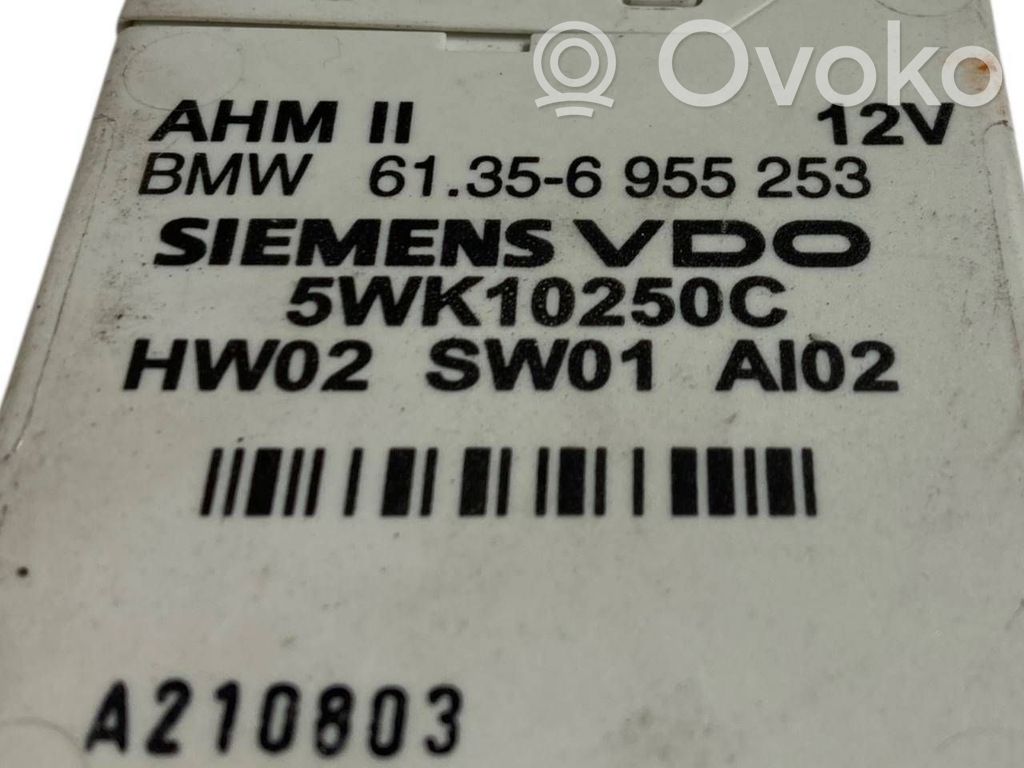 Ovoko
AHM II 12V
BMW 61.35-6 955 253
SIEMENS VDO
5WK10250C
HW02 SW01 AI02
A210803